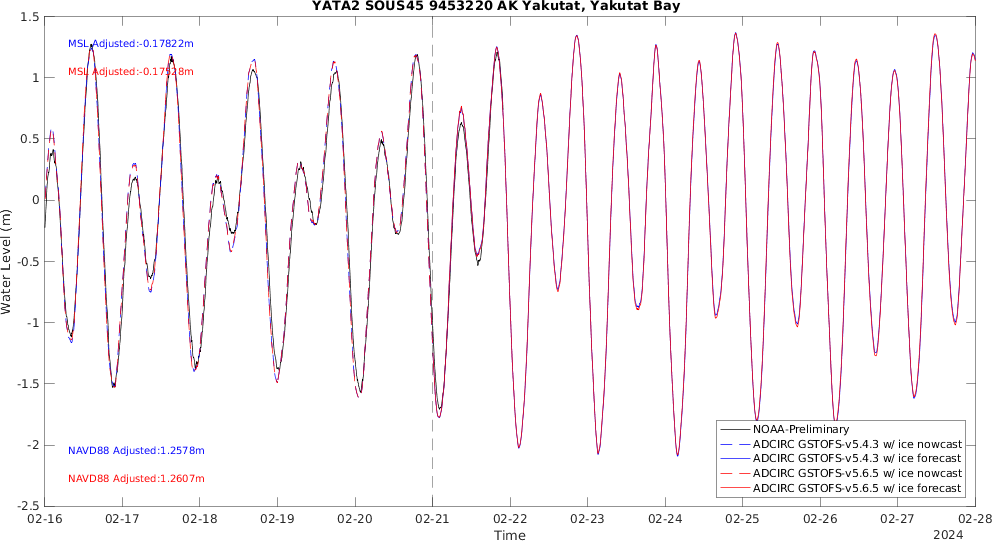 YATA2 SOUS45 9453220 AK Yakutat, Yakutat Bay
MSL Adjusted:-0.17822m
MSL Adjusted:-0.17928m
NAVD88 Adjusted:1.2578m
NAVD88 Adjusted:1.2607m
Water Level (m)
1.5
1
0.5
0
-0.5
-1
-1.5
-2
-2.5
NOAA-Preliminary
ADCIRC GSTOFS-v5.4.3 w/ ice nowcast
ADCIRC GSTOFS-v5.4.3 w/ ice forecast
ADCIRC GSTOFS-v5.6.5 w/ ice nowcast
ADCIRC GSTOFS-v5.6.5 w/ ice forecast
02-16 02-17 02-18 02-19 02-20 02-21 02-22 02-23 02-24 02-25 02-26 02-27 02-28
Time
2024